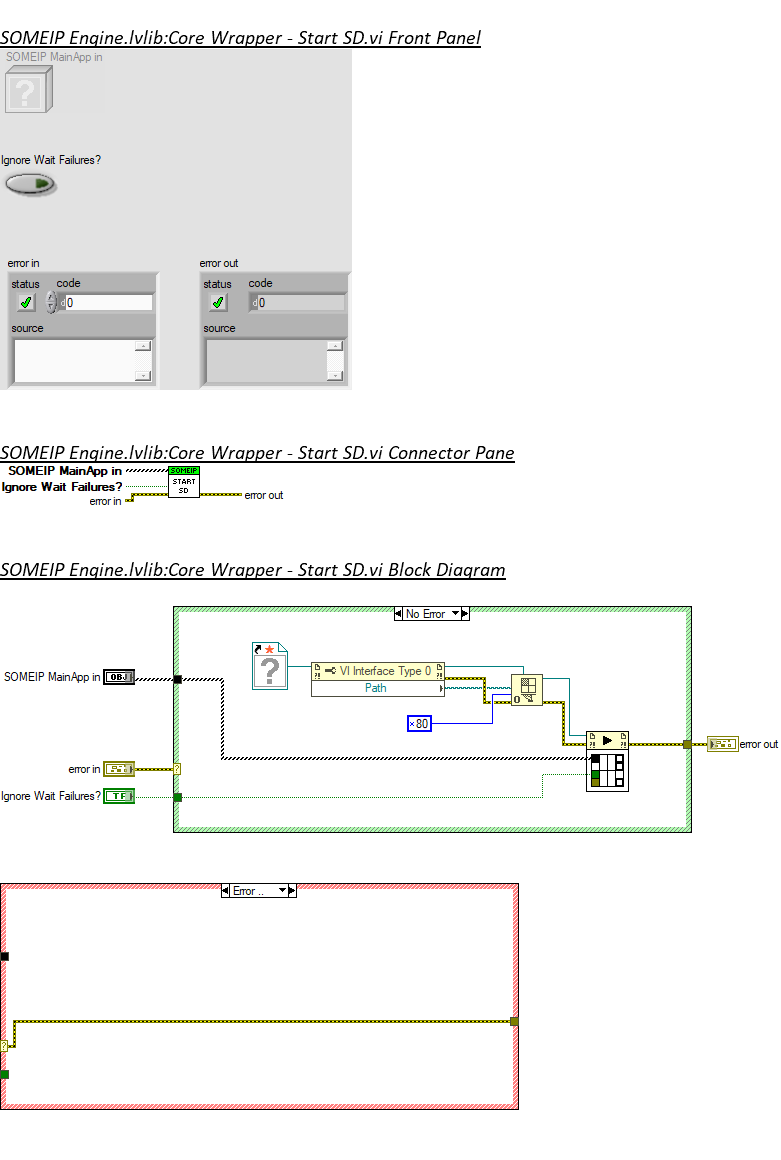 SOMEIP Engine.lvlib:Core Wrapper - Start SD.vi Front Panel
SOMEIP MainApp in
?
Ignore Wait Failures?
error in
error out
status code
status code
d0
d0
source
source
SOMEIP Engine.lvlib:Core Wrapper - Start SD.vi Connector Pane
SOMEIP MainApp in
SOMEIP
Ignore Wait Failures?
START
SD
error in
error out
SOMEIP Engine.lvlib:Core Wrapper - Start SD.vi Block Diagram
No Error
SOMEIP MainApp in
OBJ
?
VI Interface Type 0
Path
0
x80
error in
?
error out
Ignore Wait Failures?
TF
Error ..
?